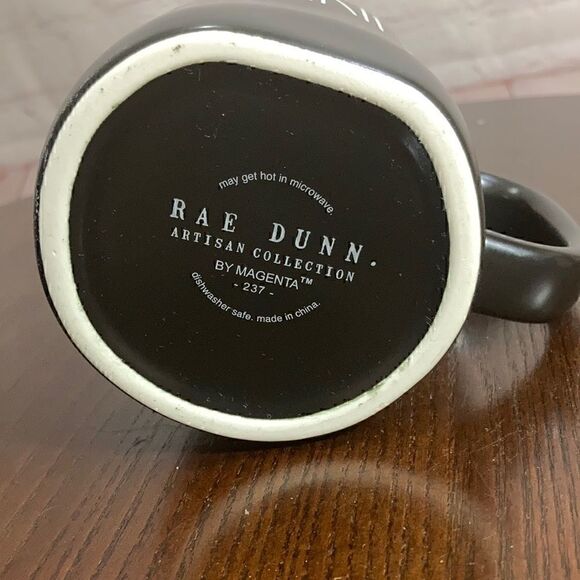 may get hot in microwave.
RAE DUNN.
ARTISAN COLLECTION
BY MAGENTA™
- 237 -
dishwasher safe. made in china.